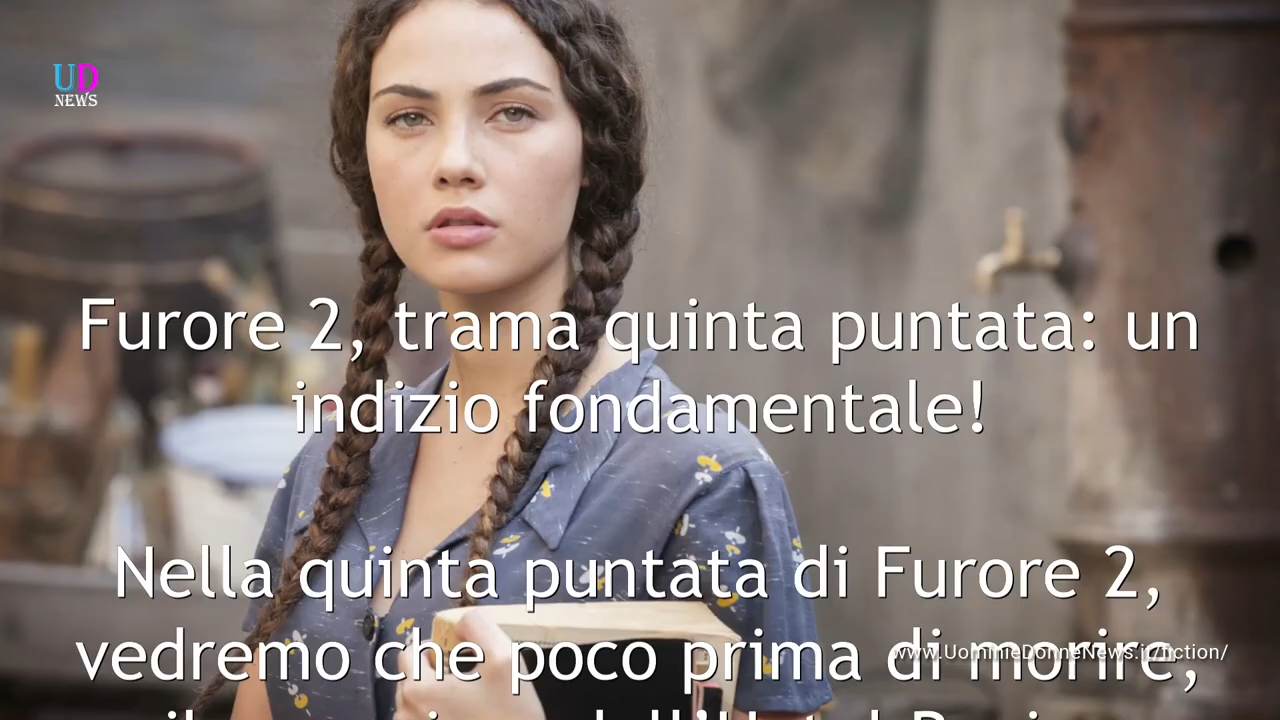 UD
NEWS
Furore 2, trama quinta puntata: un
indizio fondamentale!
Nella quinta puntata di Furore 2,
vedremo che poco prima di morire,
www.UominieDonneNews.it/fiction/